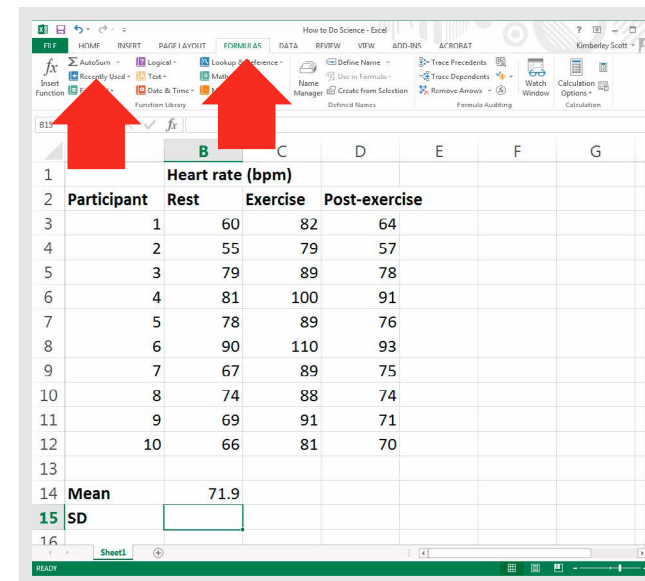 How to Do Science - Excel
FILE HOME INSERT PAGE LAYOUT FORMULAS DATA REVIEW VIEW ADD-INS ACROBAT Kimberley Scott
AutoSum Logical Lookup & Reference Define Name Trace Precedents
Recently Used Text Use in Formula Trace Dependents
Date & Time Create from Selection Remove Arrows
Insert Function
Name Manager
Watch Window
Calculation Options
Function Library Defined Names Formula Auditing Calculation
fx
B C D E F G
1 Heart rate (bpm)
2 Participant Rest Exercise Post-exercise
3 1 60 82 64
4 2 55 79 57
5 3 79 89 78
6 4 81 100 91
7 5 78 89 76
8 6 90 110 93
9 7 67 89 75
10 8 74 88 74
11 9 69 91 71
12 10 66 81 70
13
14 Mean 71.9
15 SD
16
Sheet1
READY